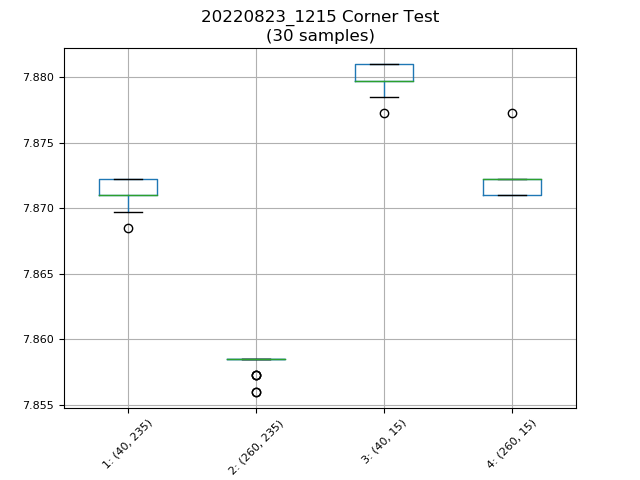 20220823_1215 Corner Test
(30 samples)
7.880
7.875
7.870
7.865
7.860
7.855
1: (40, 235)
2: (260, 235)
3: (40, 15)
4: (260, 15)